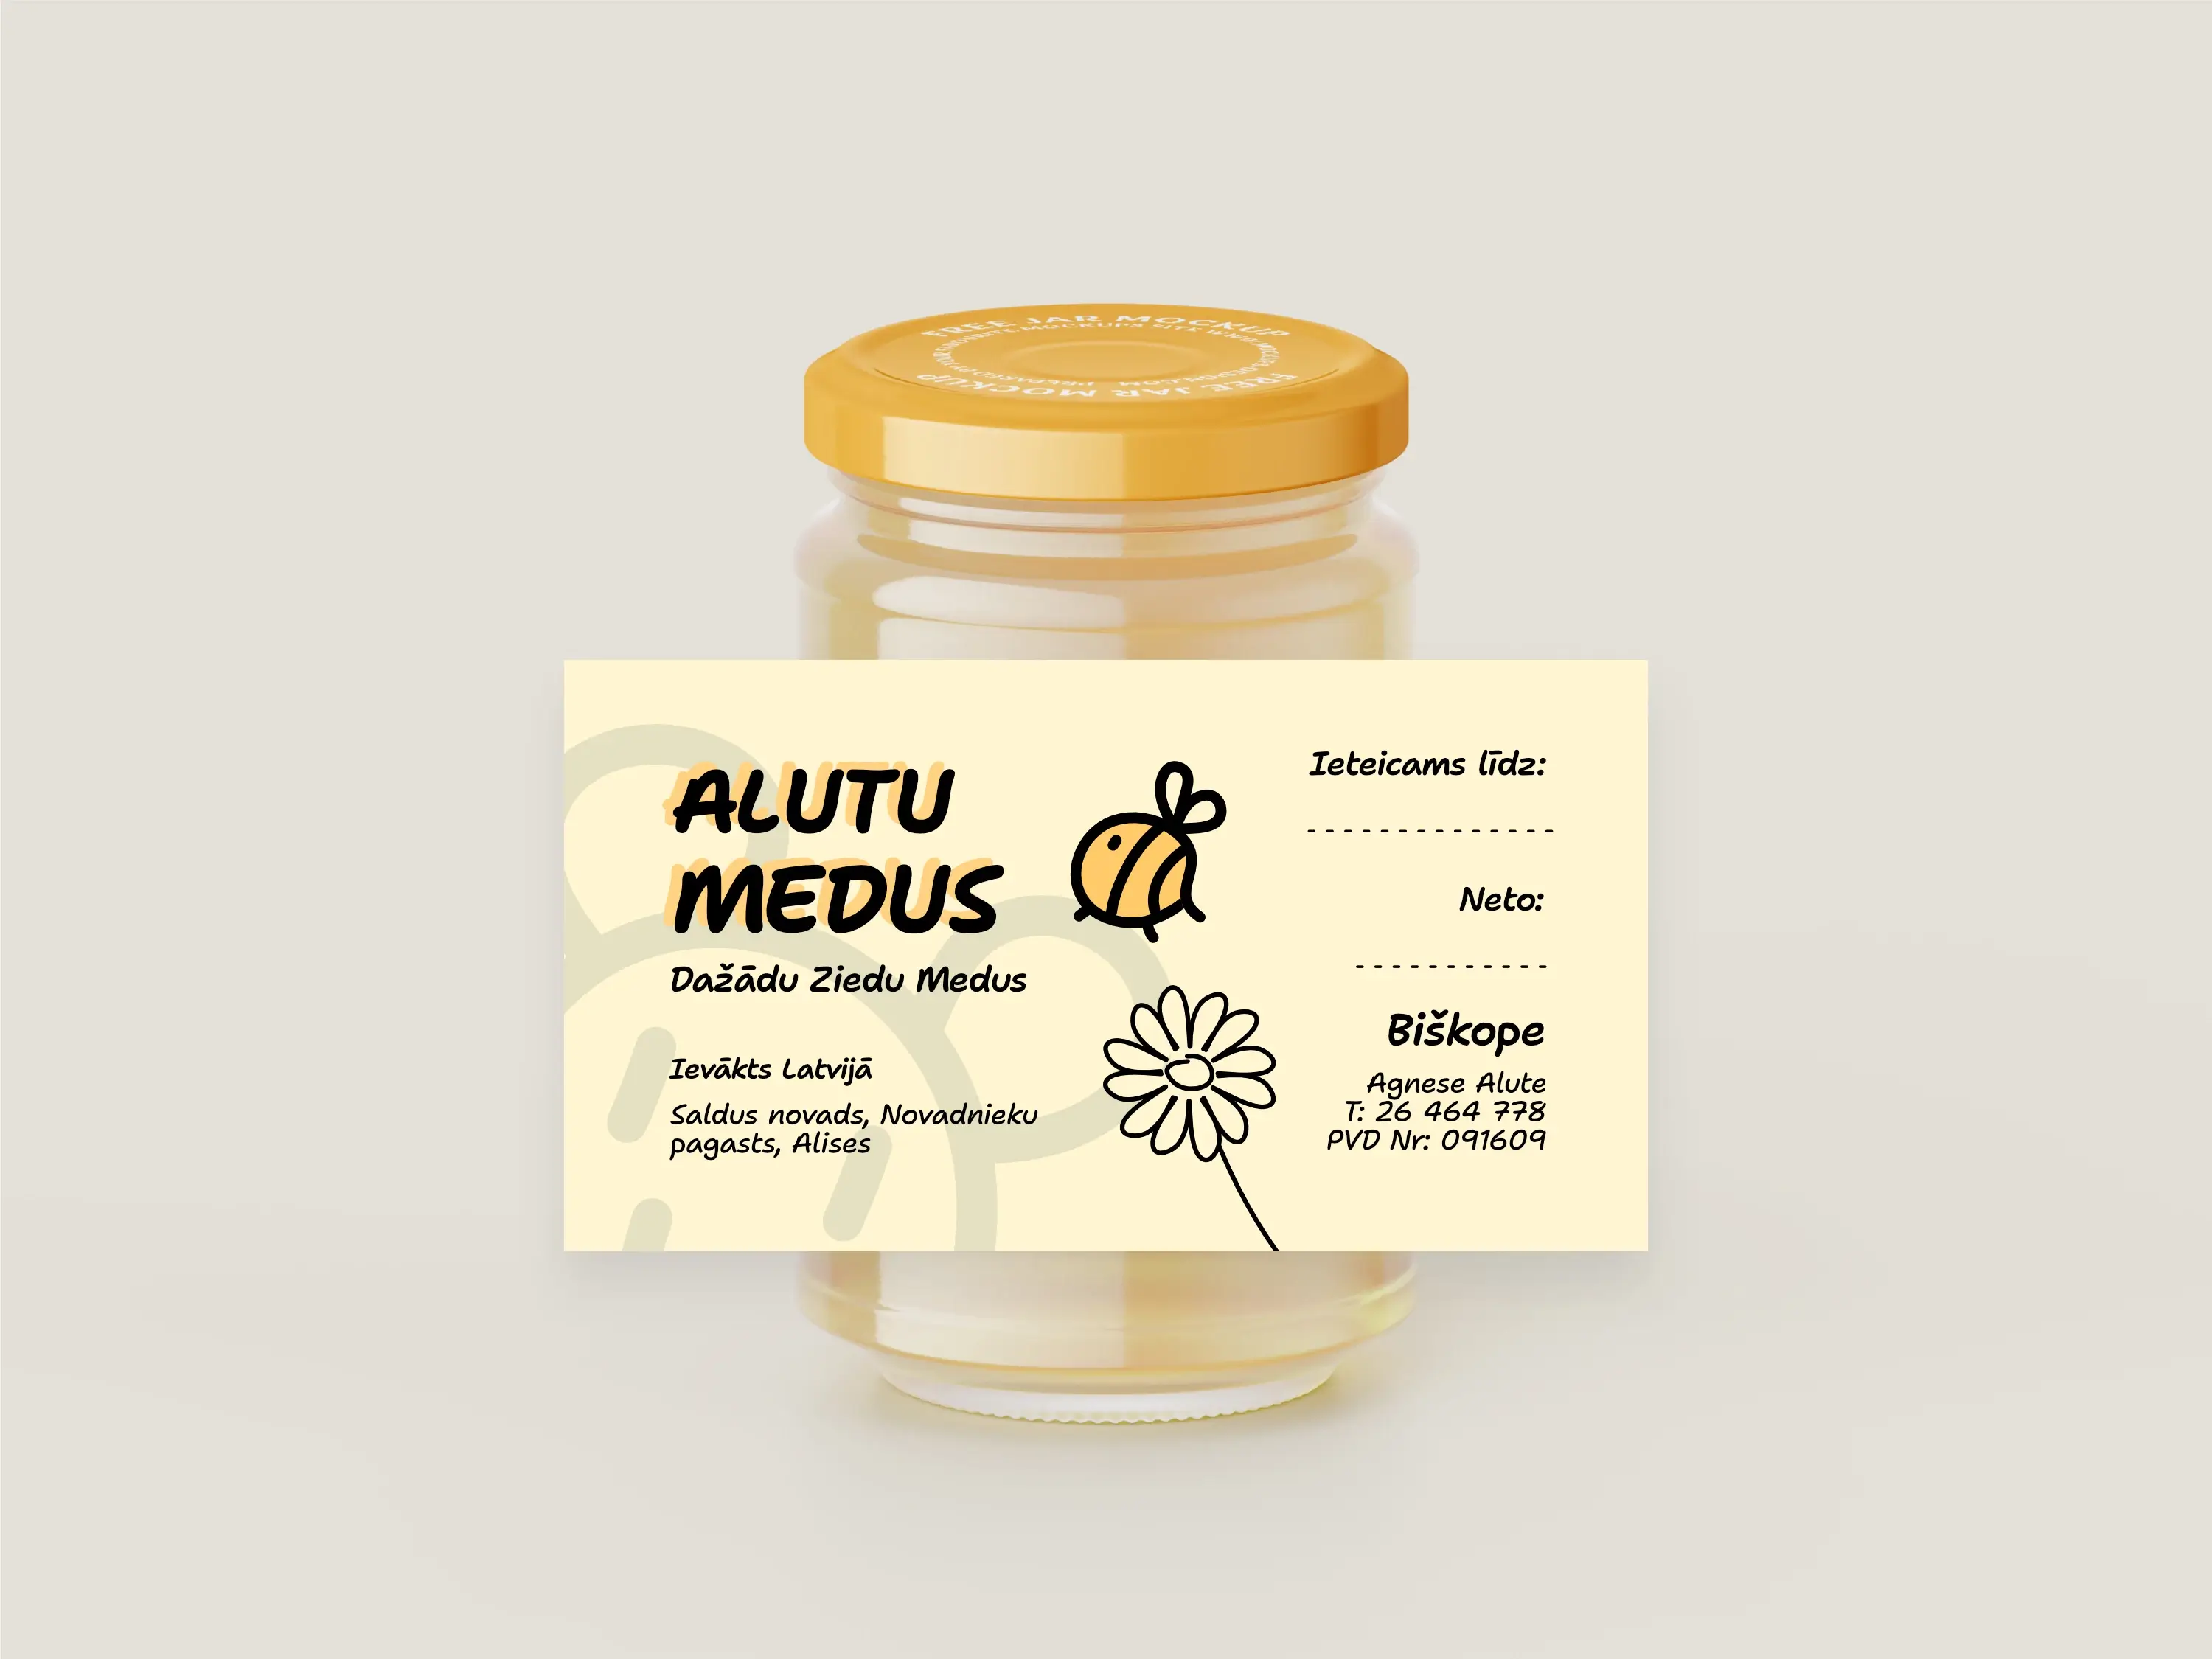 FREE JAR MOCKUP
FREE JAR MOCKUP
ALUTU
MEDUS
Dažādu Ziedu Medus
Ievākts Latvijā
Saldus novads, Novadnieku
pagasts, Alises
Ieteicams līdz:
Neto:
Biškope
Agnese Alute
T: 26 464 778
PVD Nr: 091609